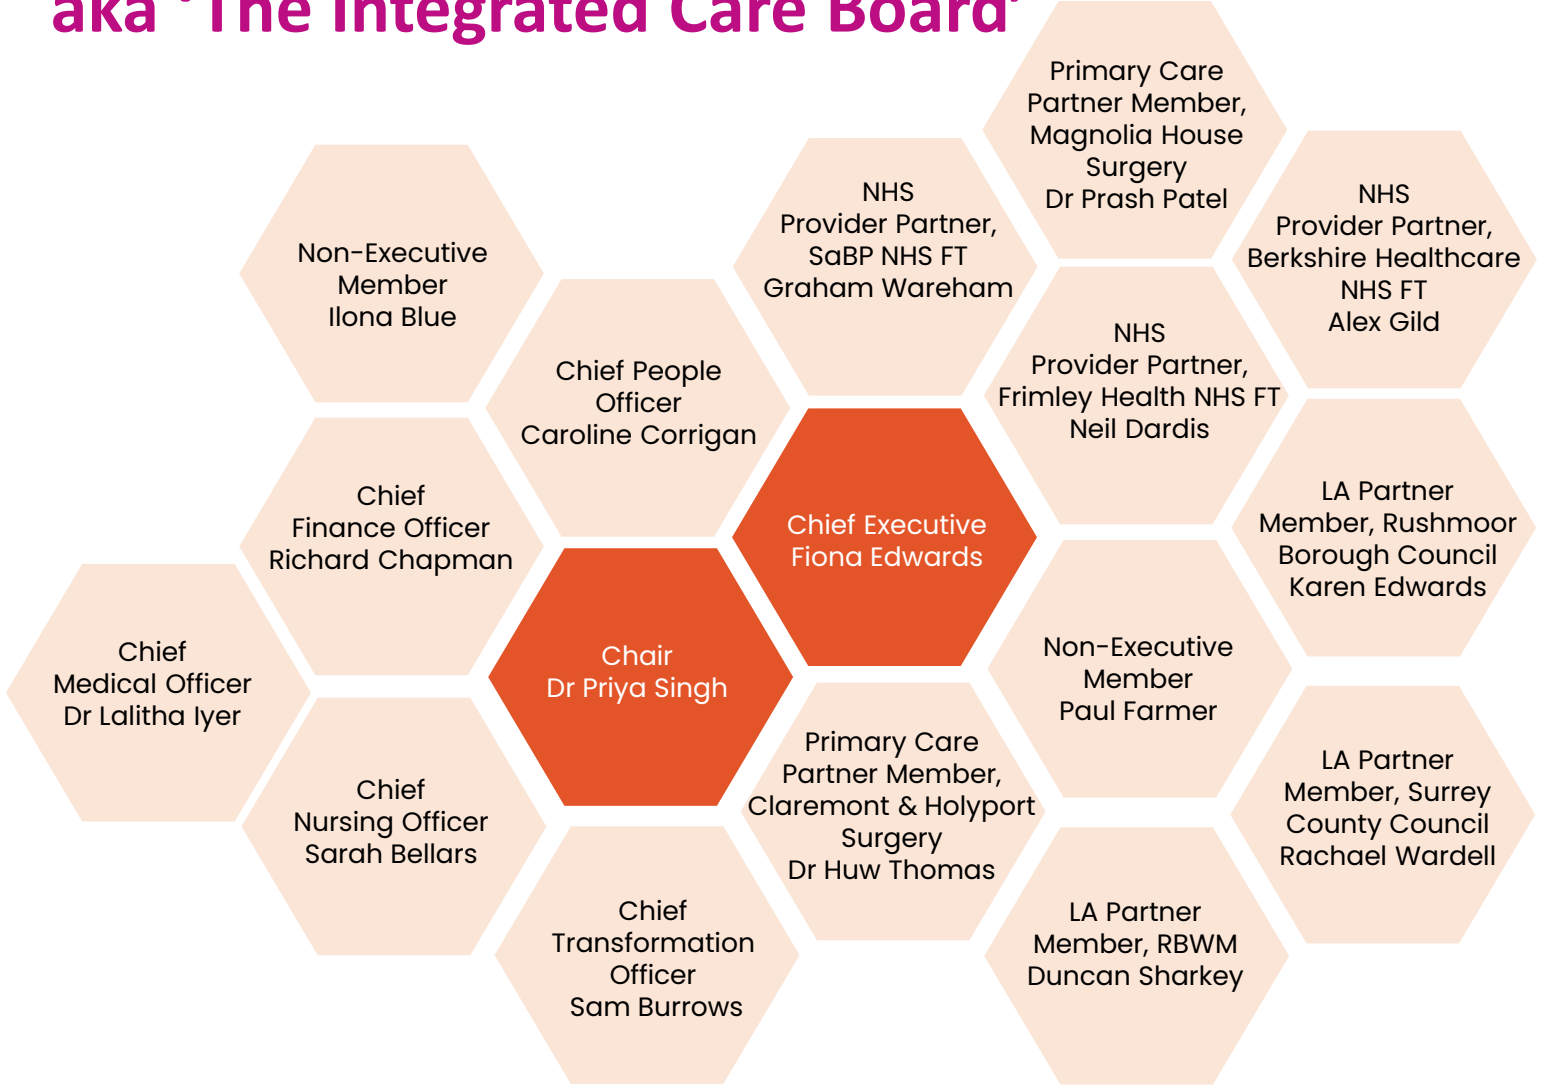 aka ‘The Integrated Care Board’
Primary Care
Partner Member,
Magnolia House
Surgery
Dr Prash Patel
NHS
Provider Partner,
SaBP NHS FT
Graham Wareham
NHS
Provider Partner,
Berkshire Healthcare
NHS FT
Alex Gild
Non-Executive
Member
Ilona Blue
Chief People
Officer
Caroline Corrigan
NHS
Provider Partner,
Frimley Health NHS FT
Neil Dardis
Chief
Finance Officer
Richard Chapman
Chief Executive
Fiona Edwards
LA Partner
Member, Rushmoor
Borough Council
Karen Edwards
Chief
Medical Officer
Dr Lalitha Iyer
Chair
Dr Priya Singh
Non-Executive
Member
Paul Farmer
Chief
Nursing Officer
Sarah Bellars
Primary Care
Partner Member,
Claremont & Holyport
Surgery
Dr Huw Thomas
LA Partner
Member, Surrey
County Council
Rachael Wardell
Chief
Transformation
Officer
Sam Burrows
LA Partner
Member, RBWM
Duncan Sharkey